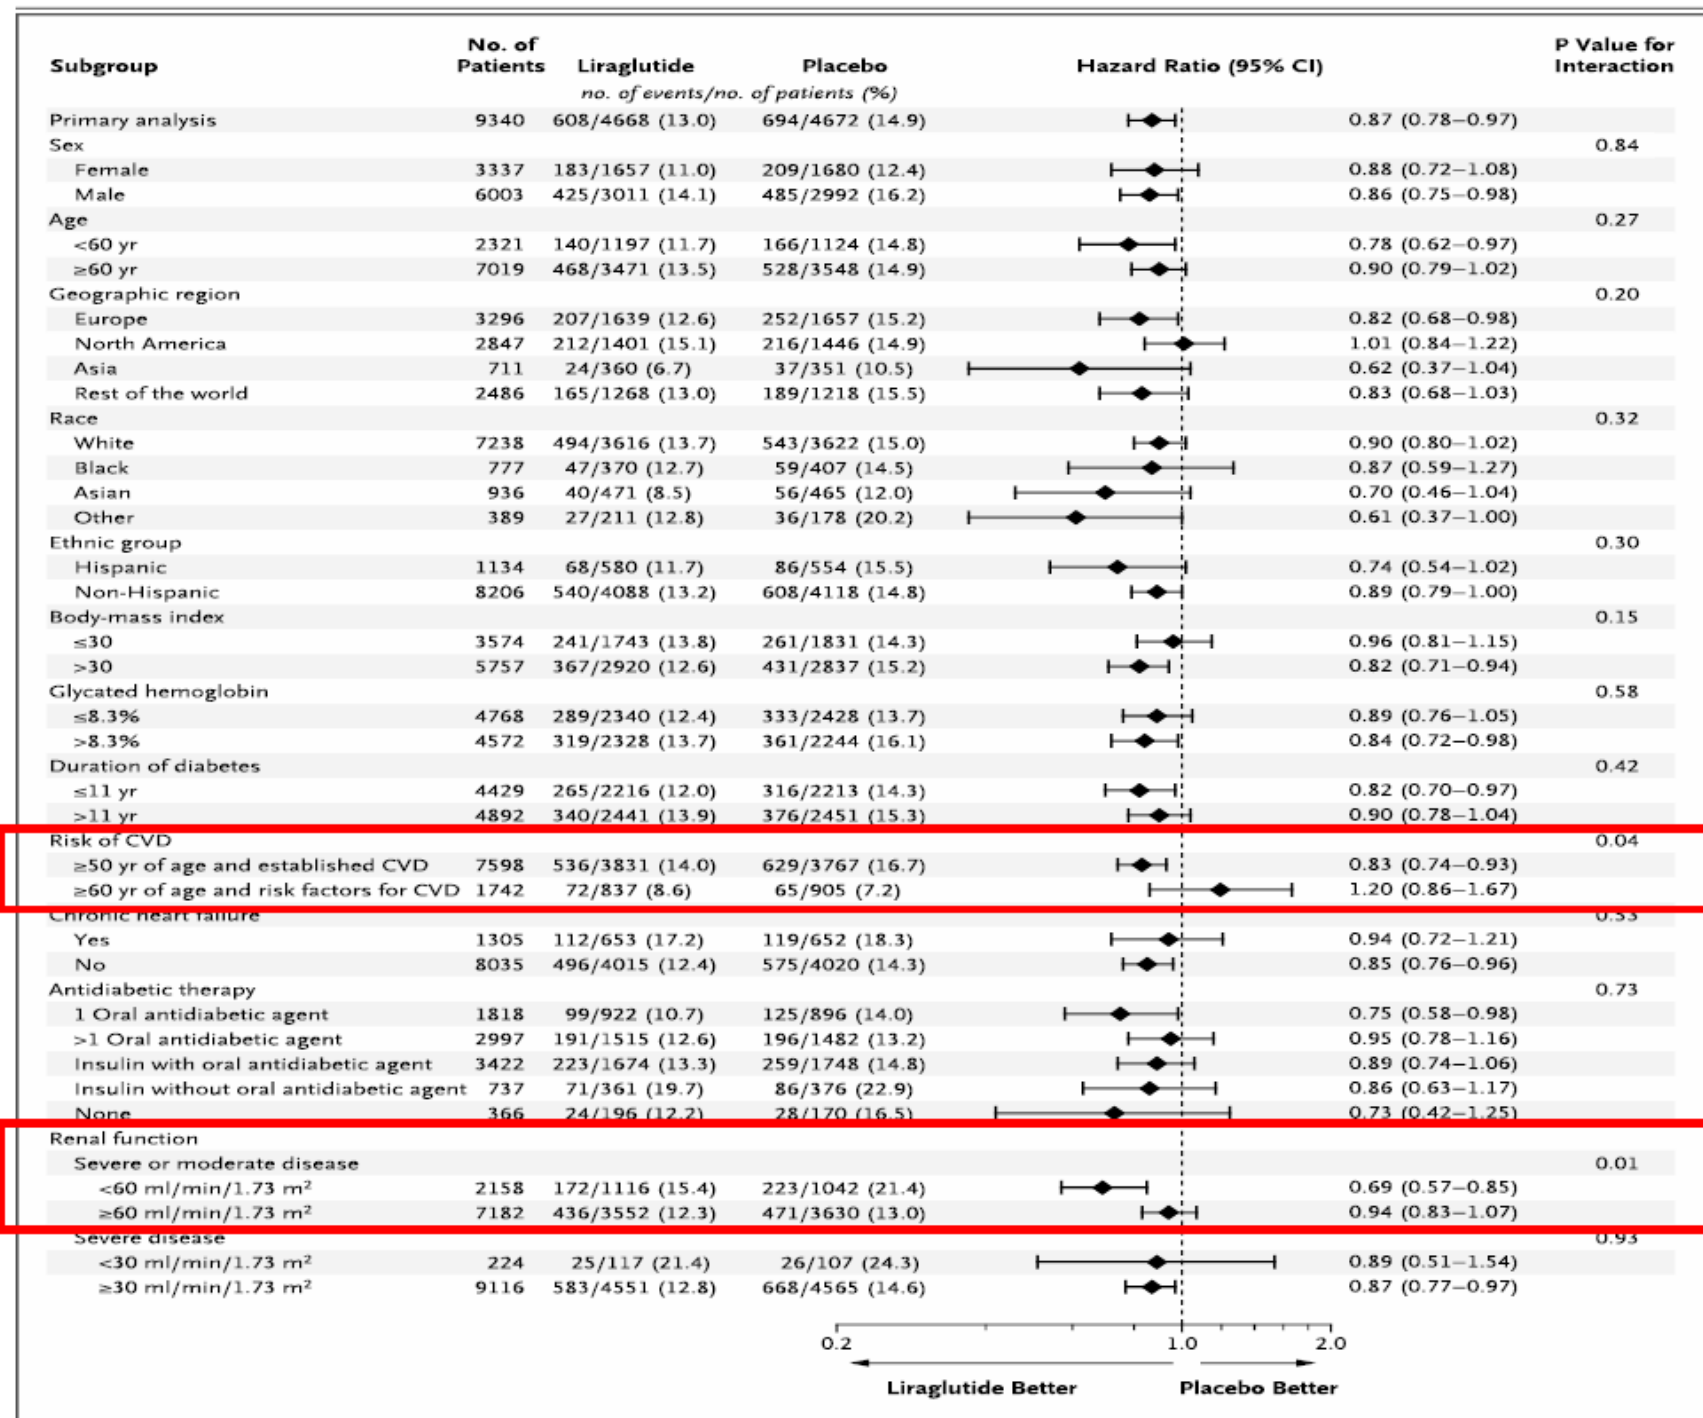 No. of P Value for
Subgroup Patients Liraglutide Placebo Hazard Ratio (95% CI) Interaction
no. of events/no. of patients (%)
Primary analysis 9340 608/4668 (13.0) 694/4672 (14.9) 0.87 (0.78–0.97)
Sex 0.84
Female 3337 183/1657 (11.0) 209/1680 (12.4) 0.88 (0.72–1.08)
Male 6003 425/3011 (14.1) 485/2992 (16.2) 0.86 (0.75–0.98)
Age 0.27
<60 yr 2321 140/1197 (11.7) 166/1124 (14.8) 0.78 (0.62–0.97)
≥60 yr 7019 468/3471 (13.5) 528/3548 (14.9) 0.90 (0.79–1.02)
Geographic region 0.20
Europe 3296 207/1639 (12.6) 252/1657 (15.2) 0.82 (0.68–0.98)
North America 2847 212/1401 (15.1) 216/1446 (14.9) 1.01 (0.84–1.22)
Asia 711 24/360 (6.7) 37/351 (10.5) 0.62 (0.37–1.04)
Rest of the world 2486 165/1268 (13.0) 189/1218 (15.5) 0.83 (0.68–1.03)
Race 0.32
White 7238 494/3616 (13.7) 543/3622 (15.0) 0.90 (0.80–1.02)
Black 777 47/370 (12.7) 59/407 (14.5) 0.87 (0.59–1.27)
Asian 936 40/471 (8.5) 56/465 (12.0) 0.70 (0.46–1.04)
Other 389 27/211 (12.8) 36/178 (20.2) 0.61 (0.37–1.00)
Ethnic group 0.30
Hispanic 1134 68/580 (11.7) 86/554 (15.5) 0.74 (0.54–1.02)
Non-Hispanic 8206 540/4088 (13.2) 608/4118 (14.8) 0.89 (0.79–1.00)
Body-mass index 0.15
≤30 3574 241/1743 (13.8) 261/1831 (14.3) 0.96 (0.81–1.15)
>30 5757 367/2920 (12.6) 431/2837 (15.2) 0.82 (0.71–0.94)
Glycated hemoglobin 0.58
≤8.3% 4768 289/2340 (12.4) 333/2428 (13.7) 0.89 (0.76–1.05)
>8.3% 4572 319/2328 (13.7) 361/2244 (16.1) 0.84 (0.72–0.98)
Duration of diabetes 0.42
≤11 yr 4429 265/2216 (12.0) 316/2213 (14.3) 0.82 (0.70–0.97)
>11 yr 4892 340/2441 (13.9) 376/2451 (15.3) 0.90 (0.78–1.04)
Risk of CVD 0.04
≥50 yr of age and established CVD 7598 536/3831 (14.0) 629/3767 (16.7) 0.83 (0.74–0.93)
≥60 yr of age and risk factors for CVD 1742 72/837 (8.6) 65/905 (7.2) 1.20 (0.86–1.67)
Chronic heart failure 0.53
Yes 1305 112/653 (17.2) 119/652 (18.3) 0.94 (0.72–1.21)
No 8035 496/4015 (12.4) 575/4020 (14.3) 0.85 (0.76–0.96)
Antidiabetic therapy 0.73
1 Oral antidiabetic agent 1818 99/922 (10.7) 125/896 (14.0) 0.75 (0.58–0.98)
>1 Oral antidiabetic agent 2997 191/1515 (12.6) 196/1482 (13.2) 0.95 (0.78–1.16)
Insulin with oral antidiabetic agent 3422 223/1674 (13.3) 259/1748 (14.8) 0.89 (0.74–1.06)
Insulin without oral antidiabetic agent 737 71/361 (19.7) 86/376 (22.9) 0.86 (0.63–1.17)
None 366 24/196 (12.2) 28/170 (16.5) 0.73 (0.42–1.25)
Renal function
Severe or moderate disease 0.01
<60 ml/min/1.73 m² 2158 172/1116 (15.4) 223/1042 (21.4) 0.69 (0.57–0.85)
≥60 ml/min/1.73 m² 7182 436/3552 (12.3) 471/3630 (13.0) 0.94 (0.83–1.07)
Severe disease 0.93
<30 ml/min/1.73 m² 224 25/117 (21.4) 26/107 (24.3) 0.89 (0.51–1.54)
≥30 ml/min/1.73 m² 9116 583/4551 (12.8) 668/4565 (14.6) 0.87 (0.77–0.97)
0.2 1.0 2.0
Liraglutide Better Placebo Better